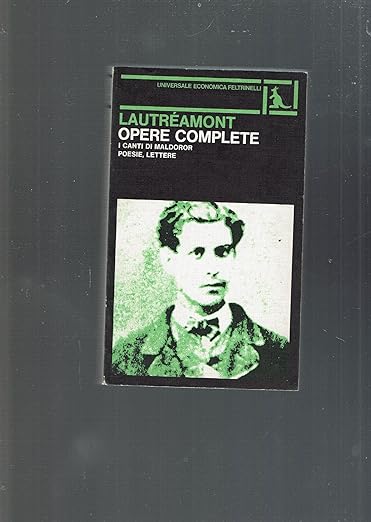 UNIVERSALE ECONOMICA FELTRINELLI
LAUTRÉAMONT
OPERE COMPLETE
I CANTI DI MALDOROR
POESIE, LETTERE